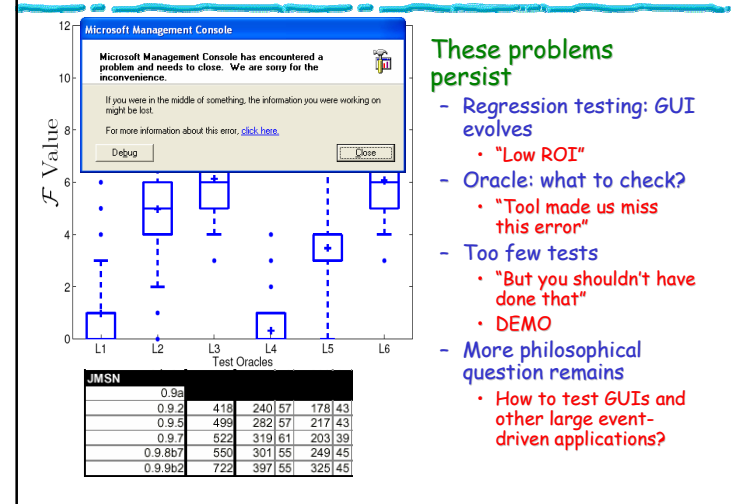 Microsoft Management Console
Microsoft Management Console has encountered a
problem and needs to close. We are sorry for the
inconvenience.
If you were in the middle of something, the information you were working on
might be lost.
For more information about this error, click here.
Debug
Close
12
10
8
6
4
2
0
F Value
L1 L2 L3 L4 L5 L6
Test Oracles
JMSN
0.9a
0.9.2 418 240 57 178 43
0.9.5 499 282 57 217 43
0.9.7 522 319 61 203 39
0.9.8b7 550 301 55 249 45
0.9.9b2 722 397 55 325 45
These problems
persist
- Regression testing: GUI
evolves
• "Low ROI"
- Oracle: what to check?
• "Tool made us miss
this error"
- Too few tests
• "But you shouldn't have
done that"
• DEMO
- More philosophical
question remains
• How to test GUIs and
other large event-
driven applications?